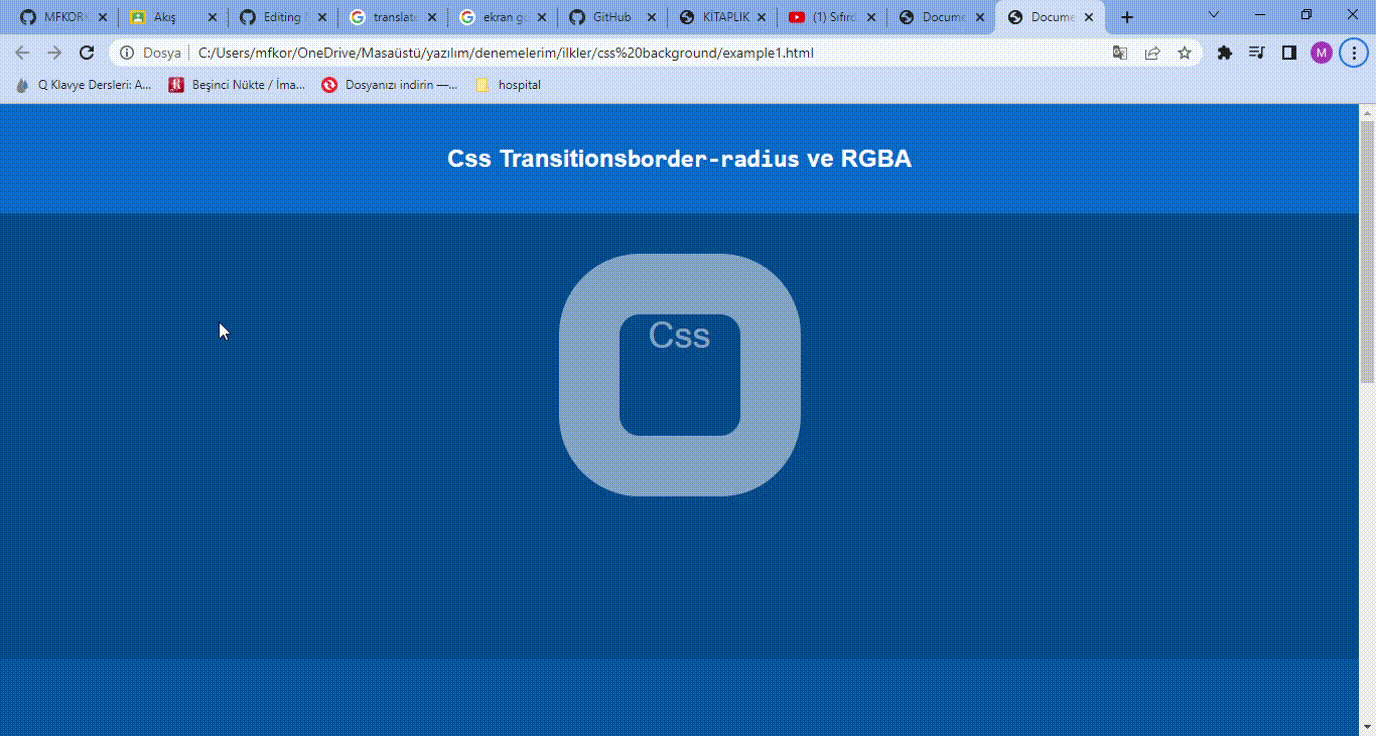 MFKOR
Akış
Editing
translat
ekran g
GitHub
KİTAPLIK
(1) Sıfırd
Docume
Docume
Dosya
C:/Users/mfkor/OneDrive/Masaüstü/yazılım/denemelerim/ilkler/css%20background/example1.html
M
Q Klavye Dersleri: A...
Beşinci Nükte / İma...
Dosyanızı indirin —...
hospital
Css Transitionsborder-radius ve RGBA
Css